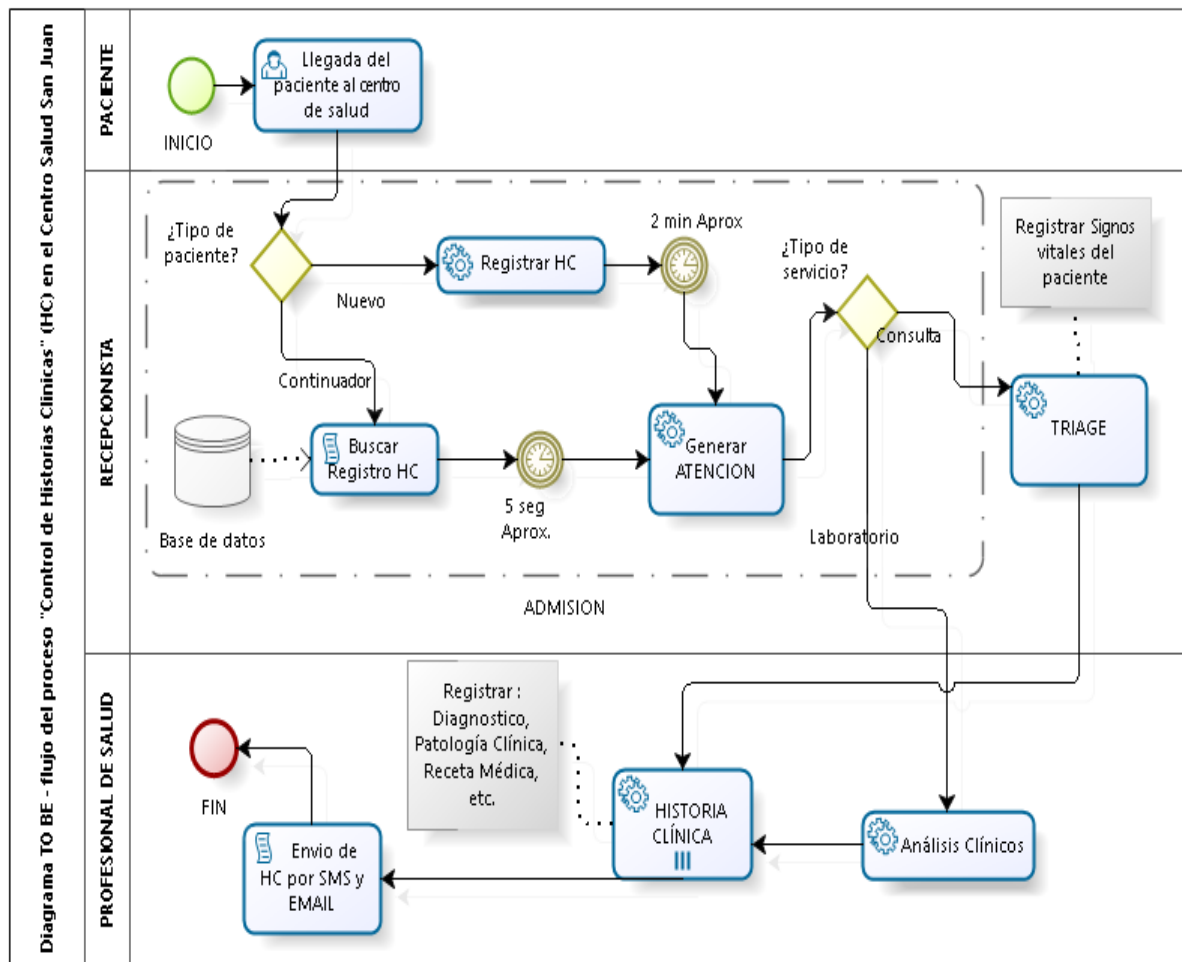 Diagrama TO BE - flujo del proceso "Control de Historias Clinicas" (HC) en el Centro Salud San Juan
PACIENTE
INICIO
Llegada del
paciente al centro
de salud
RECEPCIONISTA
¿Tipo de
paciente?
Nuevo
Registrar HC
2 min Aprox
¿Tipo de
servicio?
Consulta
Registrar Signos
vitales del
paciente
Continuador
Base de datos
Buscar
Registro HC
5 seg
Aprox.
Generar
ATENCION
TRIAGE
Laboratorio
ADMISION
PROFESIONAL DE SALUD
Registrar :
Diagnostico,
Patología Clínica,
Receta Médica,
etc.
FIN
Envio de
HC por SMS y
EMAIL
HISTORIA
CLÍNICA
Análisis Clínicos